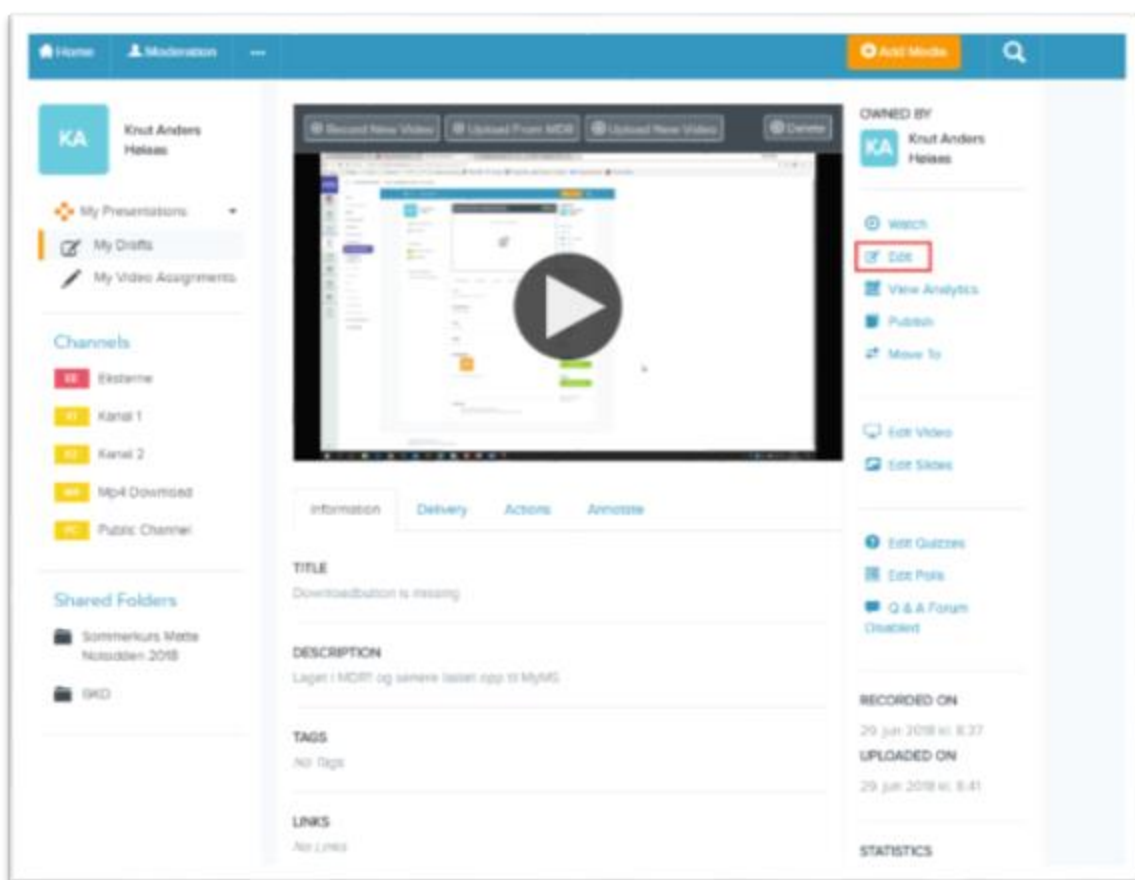 Home Moderation ...
Add Media
KA
Knut Anders
Høiaas
My Presentations
My Drafts
My Video Assignments
Channels
Eksterne
Kanal 1
Kanal 2
Mp4 Download
Public Channel
Shared Folders
Sommerkurs Møtte
Notodden 2018
Record New Video Upload From MDR Upload New Video Delete
Information Delivery Actions Annotate
TITLE
Downloadbutton is missing
DESCRIPTION
Laget i MDR1 og senere lastet opp til MyMS
TAGS
No Tags
LINKS
No Links
OWNED BY
KA
Knut Anders
Høiaas
Watch
Edit
View Analytics
Publish
Move To
Edit Video
Edit Slides
Edit Quizzes
Edit Polls
Q & A Forum
Disabled
RECORDED ON
29. jun 2018 kl. 8:37
UPLOADED ON
29. jun 2018 kl. 8:41
STATISTICS